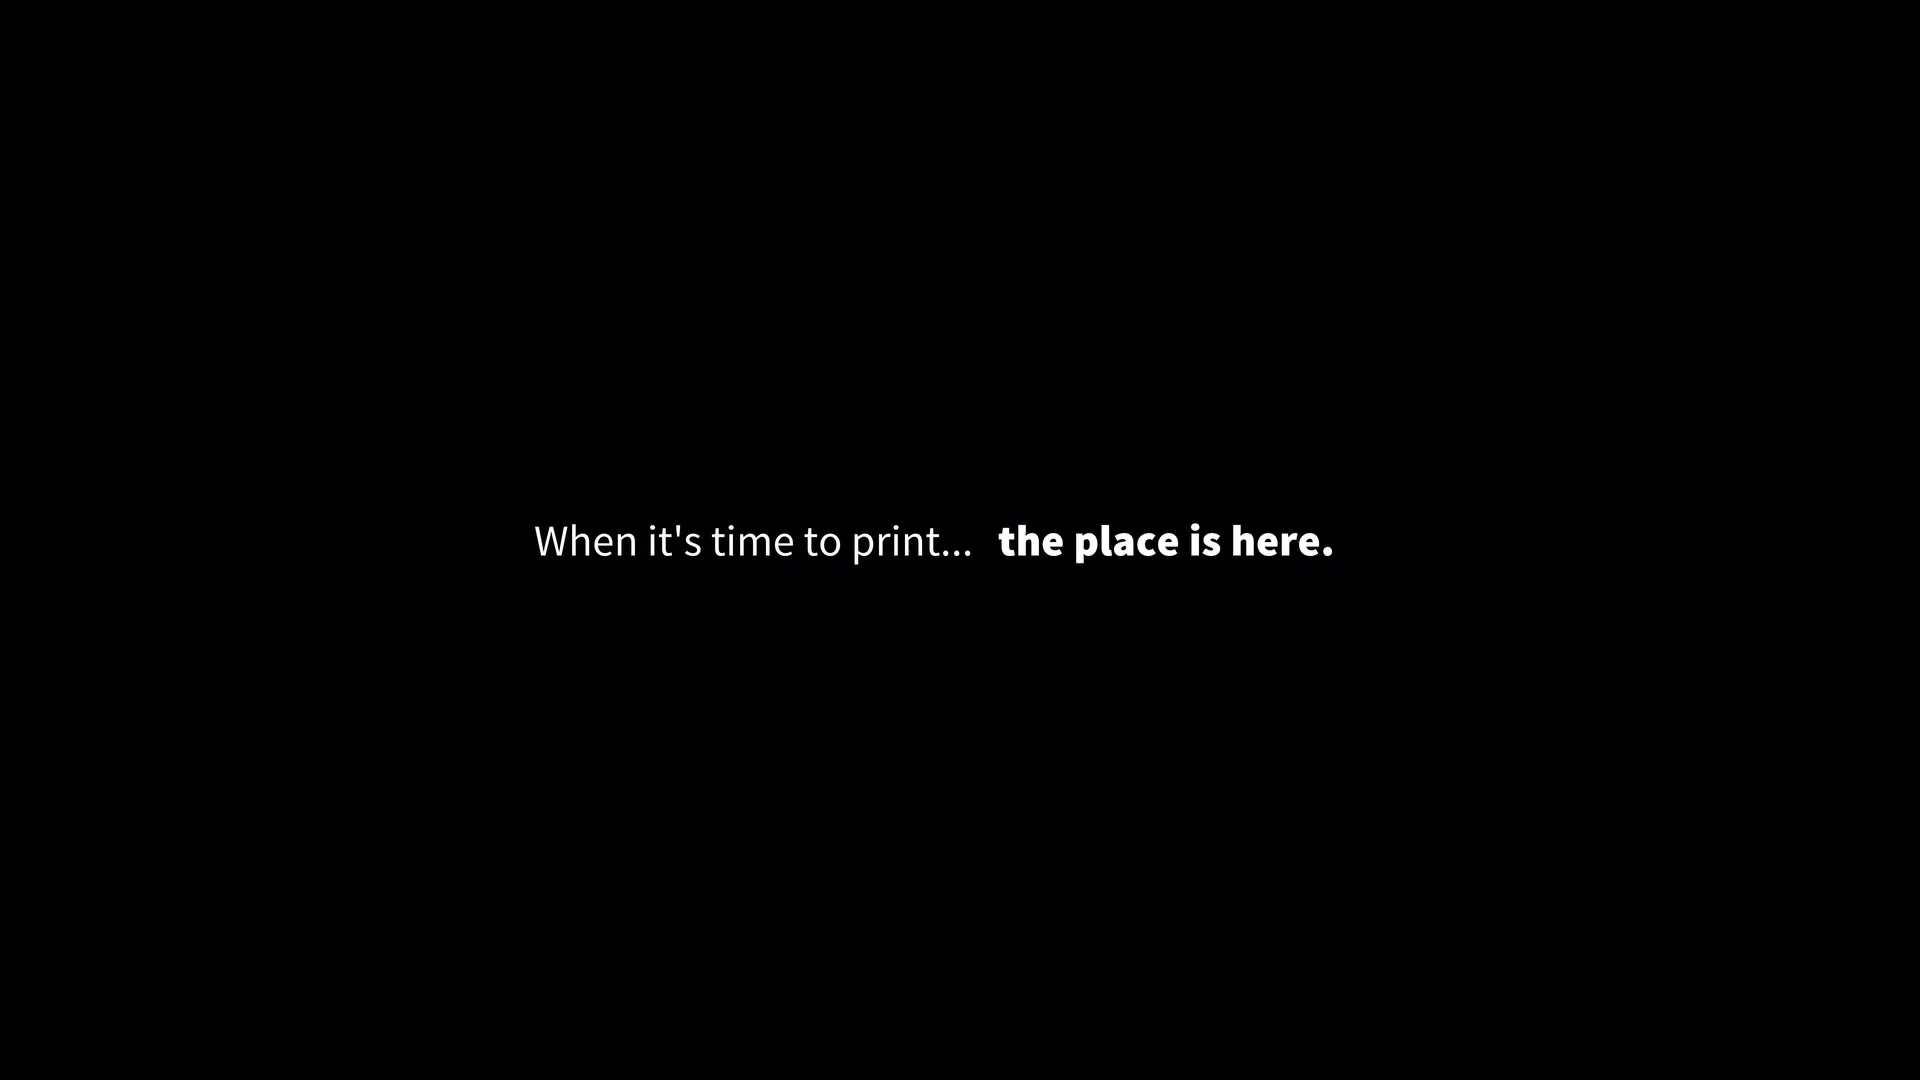 When it's time to print... the place is here.